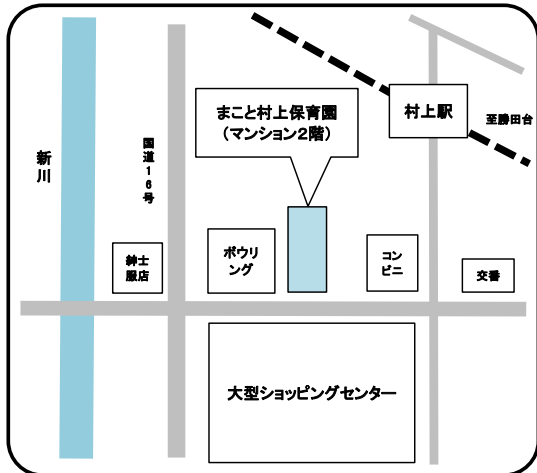 まこと村上保育園
(マンション2階)
村上駅
至勝田台
新川
国道16号
紳士
服店
ボウリ
ング
コン
ビニ
交番
大型ショッピングセンター